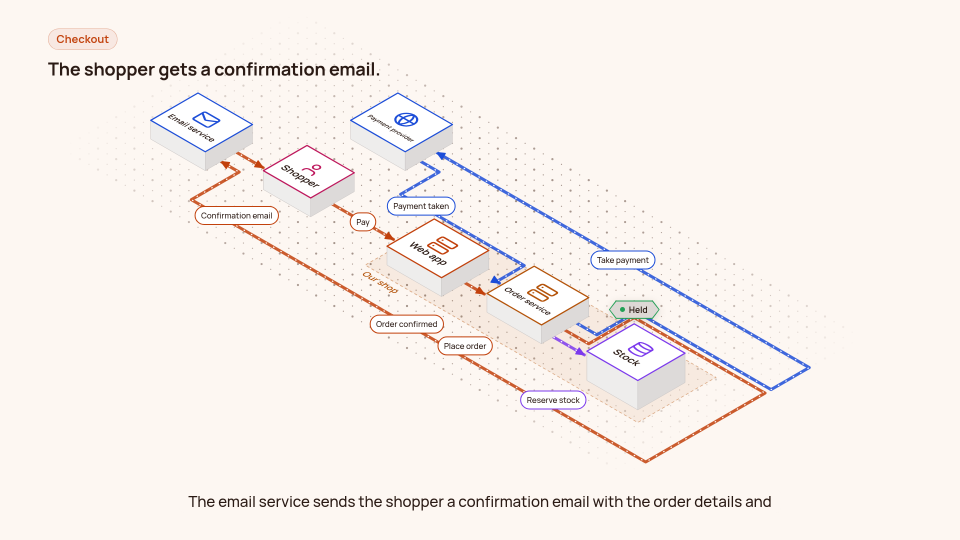 Checkout
The shopper gets a confirmation email.
Email service
Payment provider
Shopper
Confirmation email
Pay
Payment taken
Web app
Take payment
Our shop
Order service
Held
Order confirmed
Place order
Stock
Reserve stock
The email service sends the shopper a confirmation email with the order details and